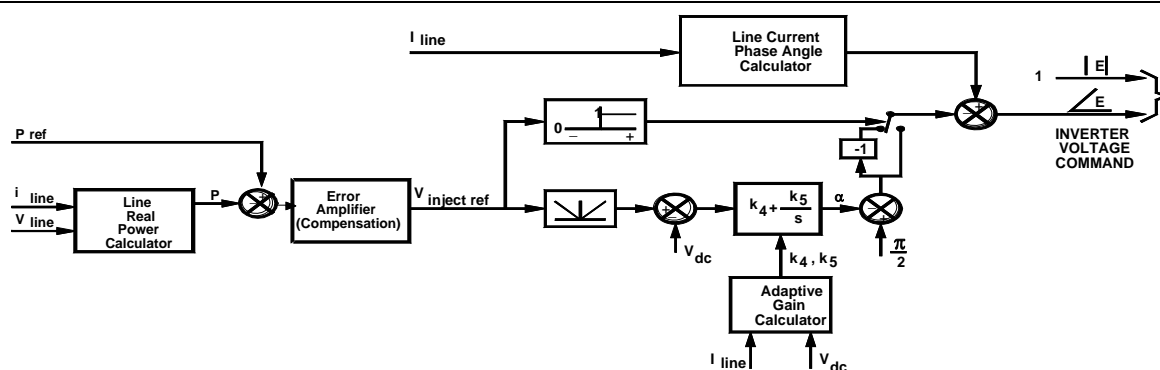 I line
Line Current
Phase Angle
Calculator
|E|
1
E
INVERTER
VOLTAGE
COMMAND
P ref
+
−
i line
V line
Line
Real
Power
Calculator
P
Error
Amplifier
(Compensation)
V inject ref
0
1
− +
-1
+
−
V dc
k4 + k5/s
α
−
+
π/2
k4 , k5
Adaptive
Gain
Calculator
I line
V dc